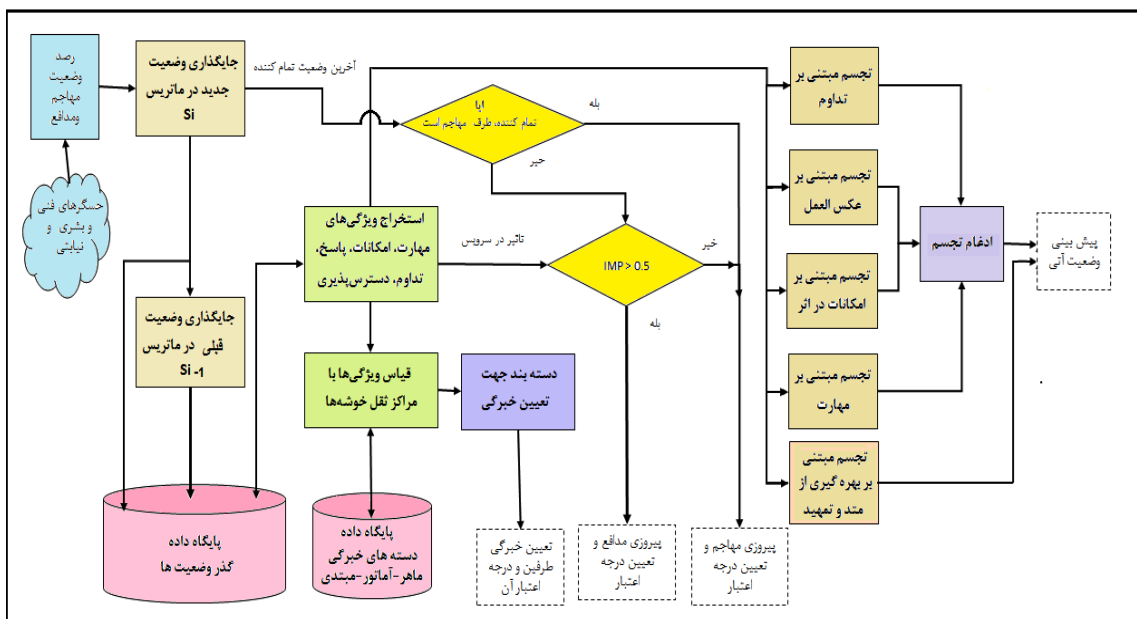 رصد
وضعیت
مهاجم
ومدافع
جایگذاری وضعیت
جدید در ماتریس
Si
آخرین وضعیت تمام کننده
ایا
تمام کننده، طرف مهاجم است
بله
خیر
تجسم مبتنی بر
تداوم
حسگرهای فنی
و بشری و
نیابتی
استخراج ویژگی‌های
مهارت، امکانات، پاسخ،
تداوم، دسترس‌پذیری
تاثیر در سرویس
IMP > 0.5
خیر
بله
تجسم مبتنی بر
عکس العمل
ادغام تجسم
پیش بینی
وضعیت آتی
تجسم مبتنی بر
امکانات در اثر
جایگذاری وضعیت
قبلی در ماتریس
Si -1
قیاس ویژگی‌ها با
مراکز ثقل خوشه‌ها
دسته بند جهت
تعیین خبرگی
تجسم مبتنی بر
مهارت
تجسم مبتنی
بر بهره گیری از
متد و تمهید
پایگاه داده
گذر وضعیت ها
پایگاه داده
دسته های خبرگی
ماهر-آماتور-مبتدی
تعیین خبرگی
طرفین و درجه
اعتبار آن
پیروزی مدافع و
تعیین درجه
اعتبار
پیروزی مهاجم و
تعیین درجه
اعتبار